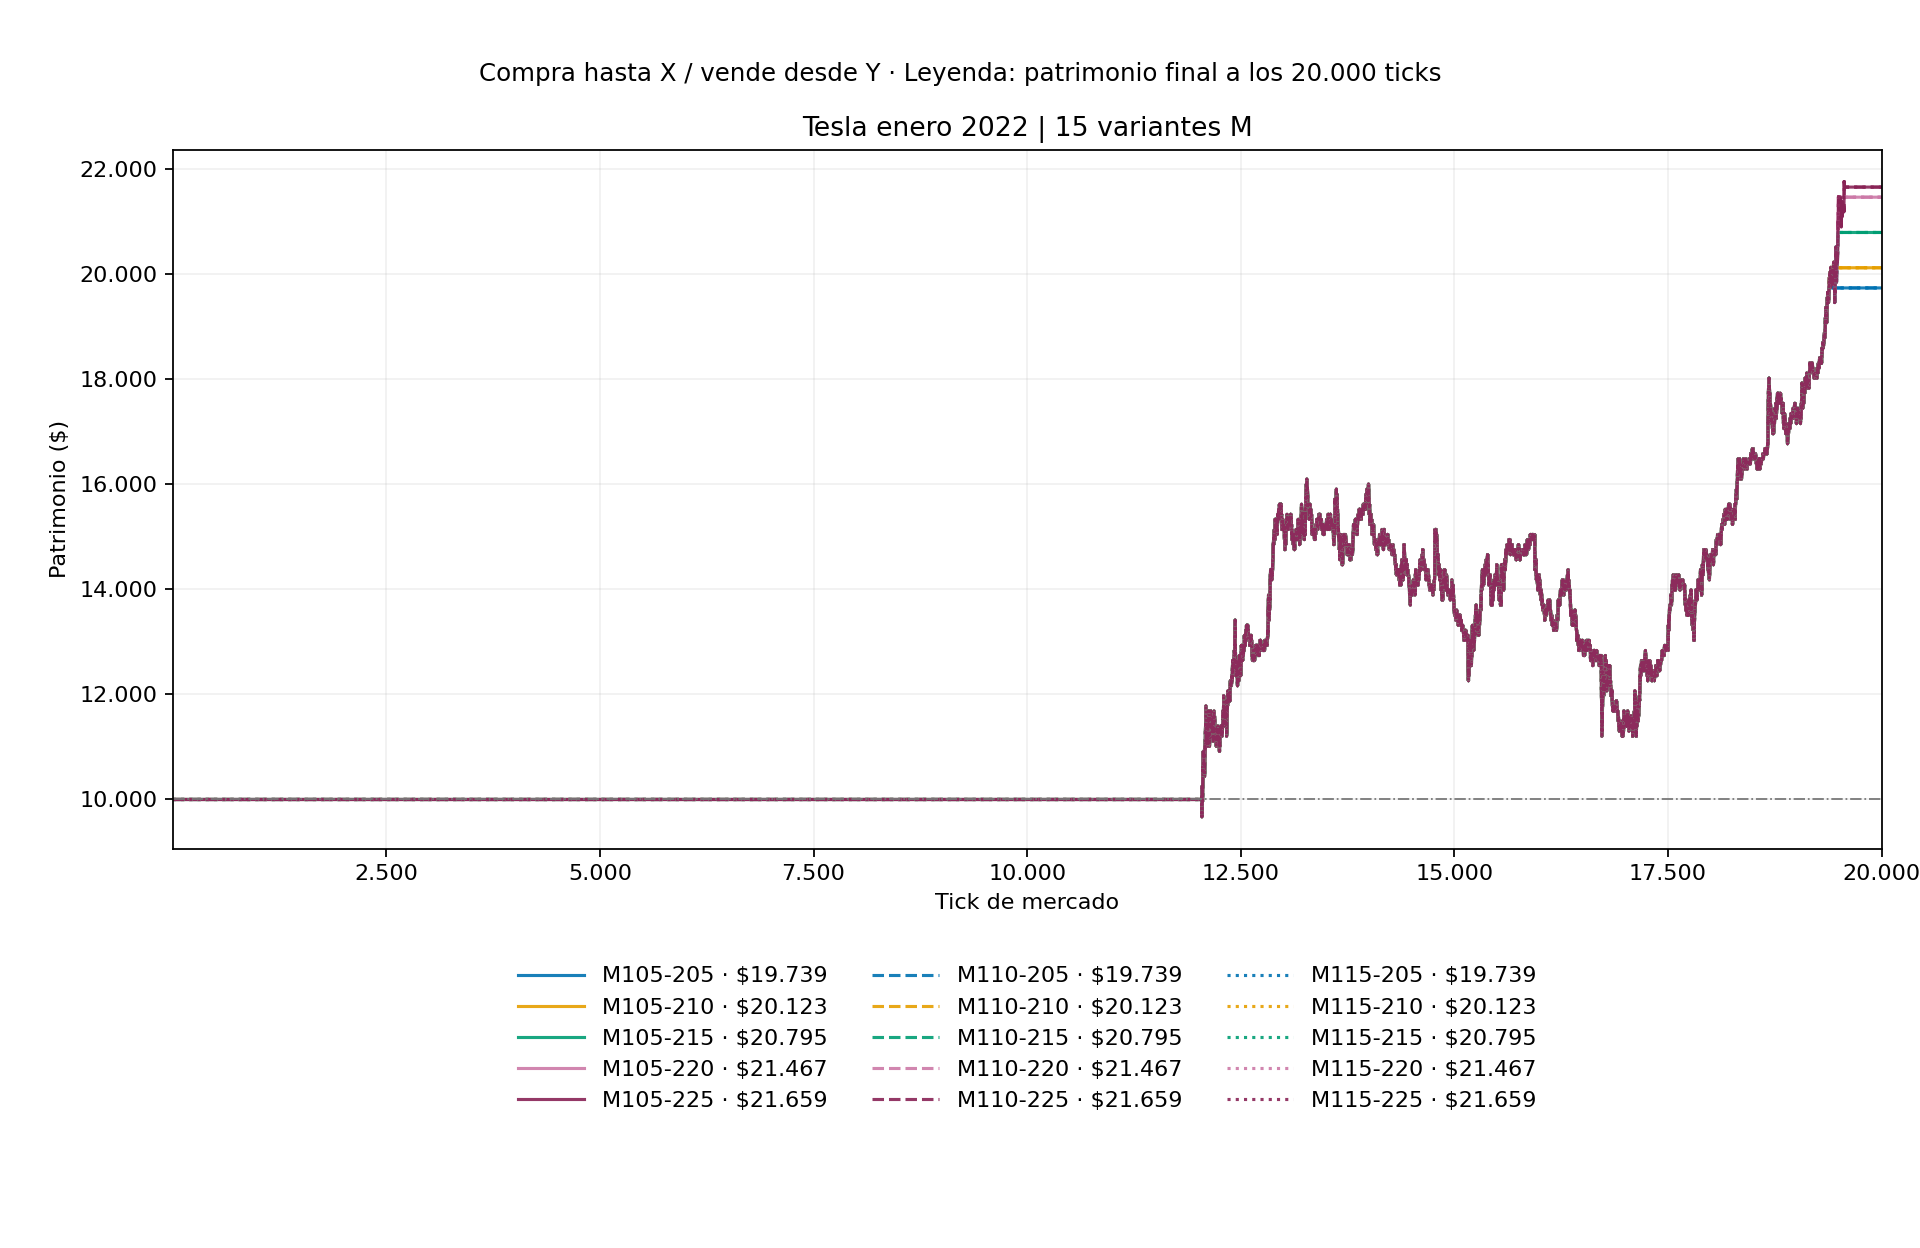 Compra hasta X / vende desde Y · Leyenda: patrimonio final a los 20.000 ticks
Tesla enero 2022 | 15 variantes M
Patrimonio ($)
22.000
20.000
18.000
16.000
14.000
12.000
10.000
2.500 5.000 7.500 10.000 12.500 15.000 17.500 20.000
Tick de mercado
M105-205 · $19.739 M110-205 · $19.739 M115-205 · $19.739
M105-210 · $20.123 M110-210 · $20.123 M115-210 · $20.123
M105-215 · $20.795 M110-215 · $20.795 M115-215 · $20.795
M105-220 · $21.467 M110-220 · $21.467 M115-220 · $21.467
M105-225 · $21.659 M110-225 · $21.659 M115-225 · $21.659